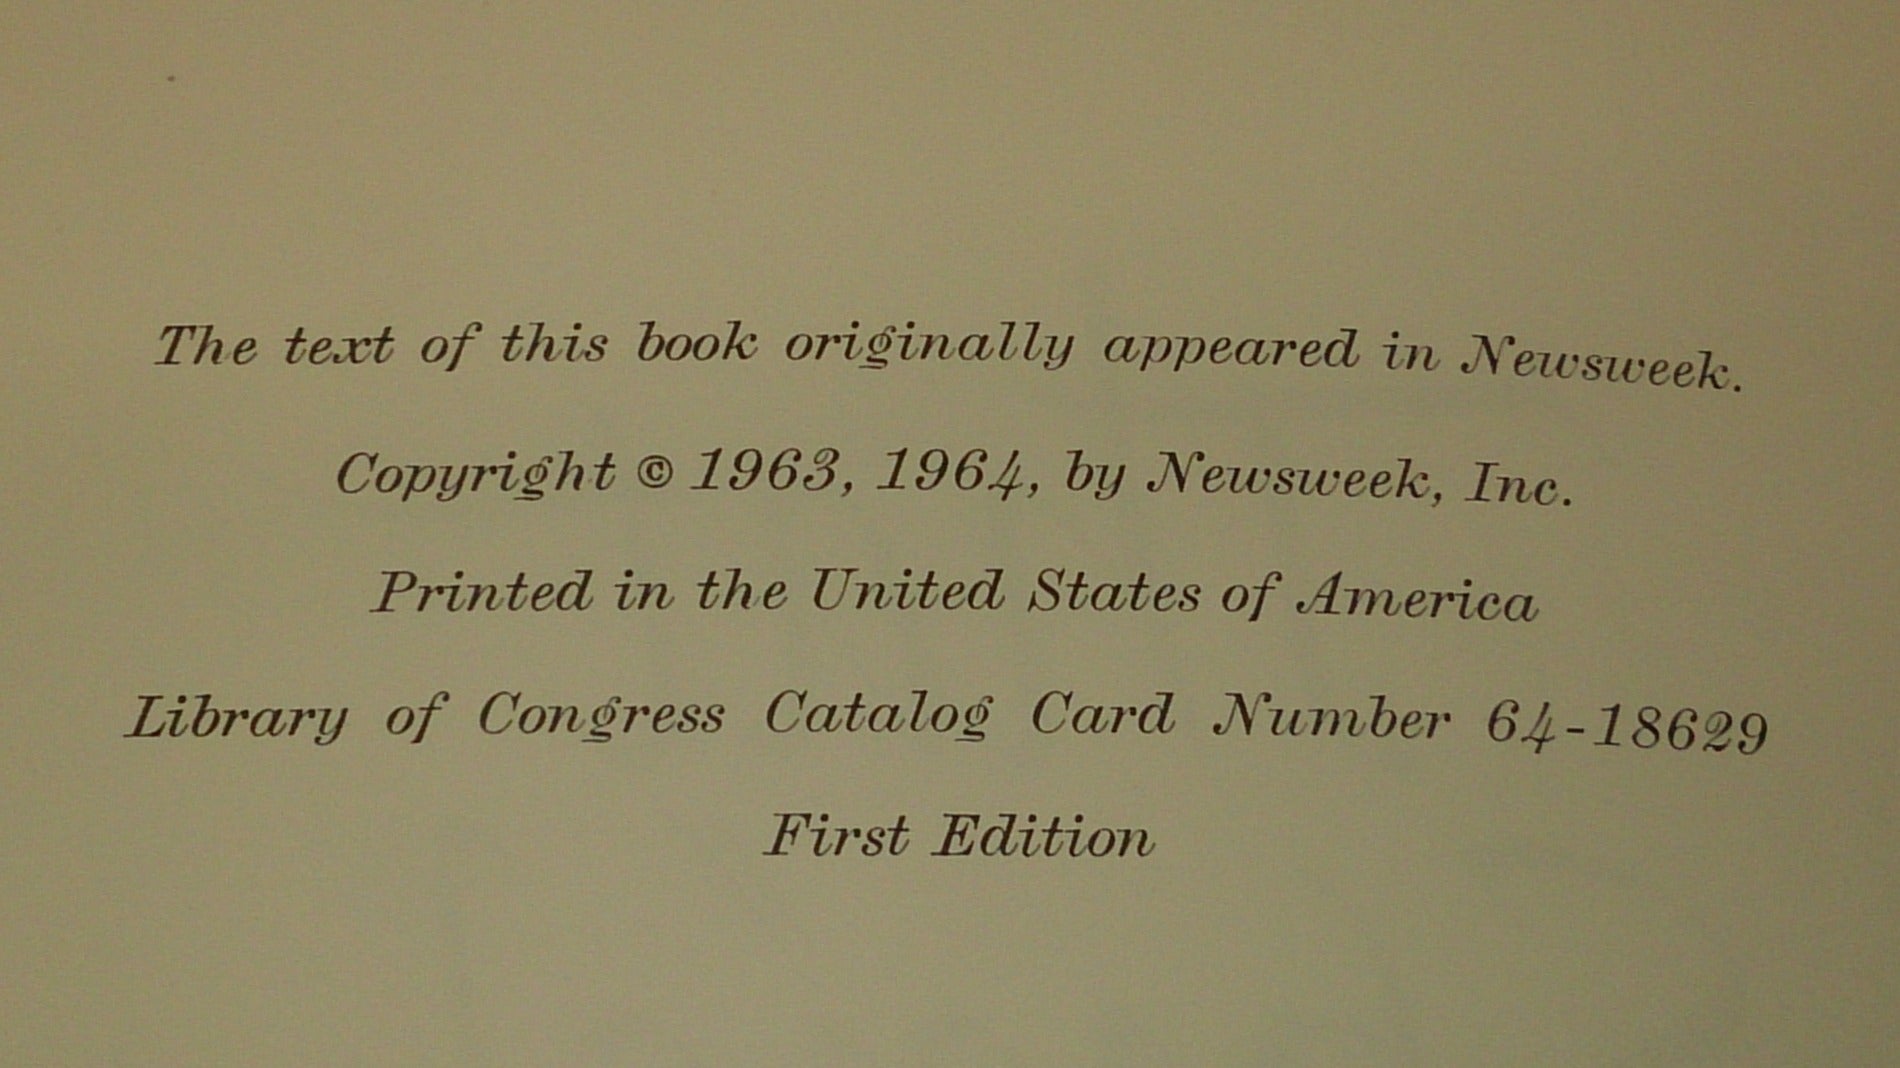 The text of this book originally appeared in Newsweek.
Copyright © 1963, 1964, by Newsweek, Inc.
Printed in the United States of America
Library of Congress Catalog Card Number 64-18629
First Edition